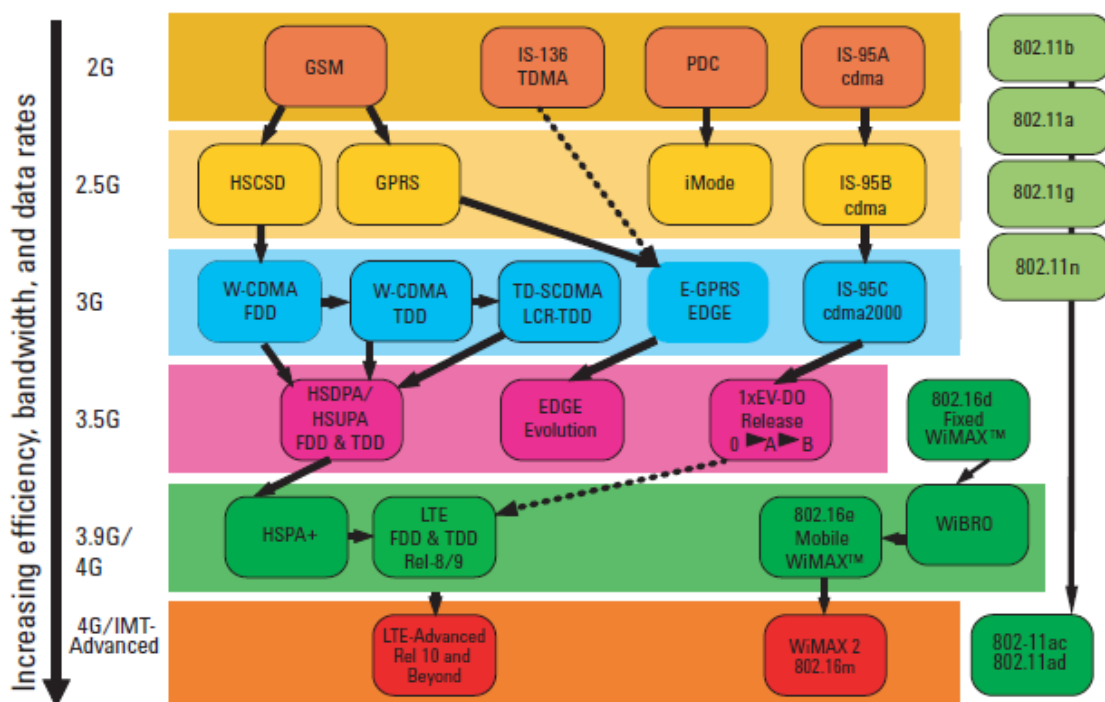 Increasing efficiency, bandwidth, and data rates
2G
GSM
IS-136
TDMA
PDC
IS-95A
cdma
802.11b
802.11a
2.5G
HSCSD
GPRS
iMode
IS-95B
cdma
802.11g
802.11n
3G
W-CDMA
FDD
W-CDMA
TDD
TD-SCDMA
LCR-TDD
E-GPRS
EDGE
IS-95C
cdma2000
3.5G
HSDPA/
HSUPA
FDD & TDD
EDGE
Evolution
1xEV-DO
Release
0 ► A ► B
802.16d
Fixed
WiMAX™
3.9G/
4G
HSPA+
LTE
FDD & TDD
Rel-8/9
802.16e
Mobile
WiMAX™
WiBRO
4G/IMT-
Advanced
LTE-Advanced
Rel 10 and
Beyond
WiMAX 2
802.16m
802-11ac
802.11ad